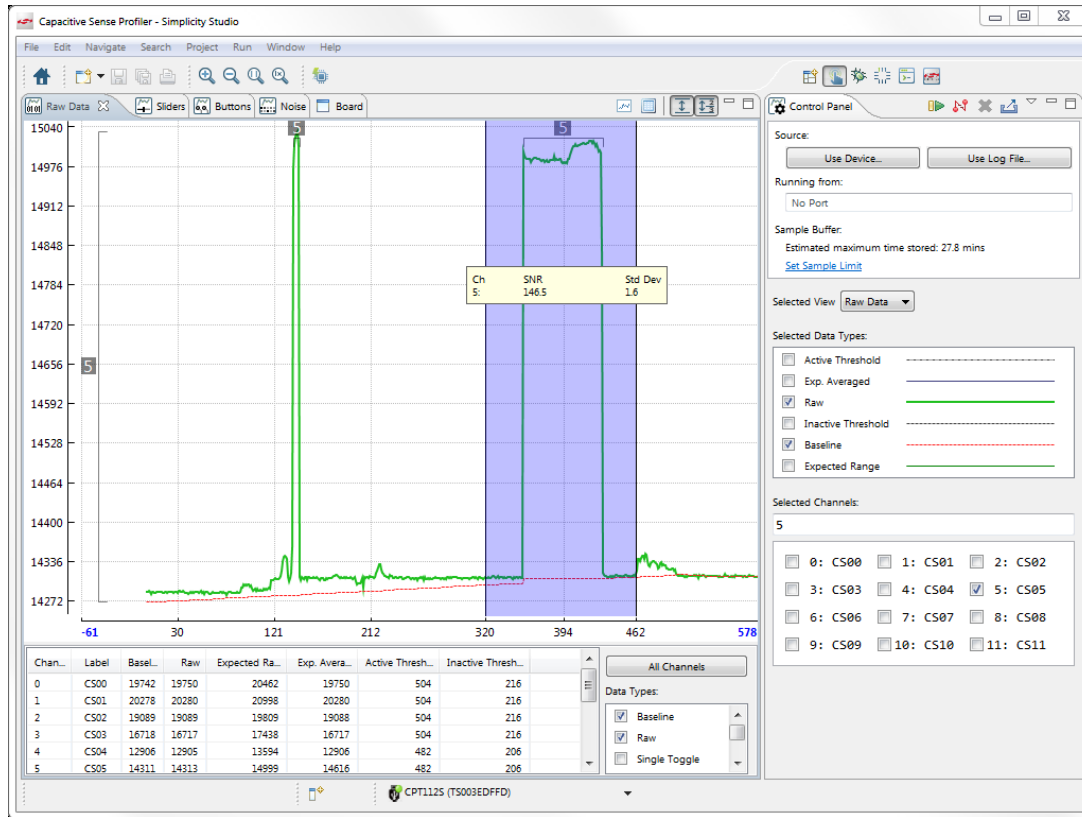 Capacitive Sense Profiler - Simplicity Studio
File Edit Navigate Search Project Run Window Help
Raw Data Sliders Buttons Noise Board
15040
14976
14912
14848
14784
14720
14656
14592
14528
14464
14400
14336
14272
5
5
5
Ch SNR Std Dev
5: 146.5 1.6
-61 30 121 212 320 394 462 578
Chan... Label Basel... Raw Expected Ra... Exp. Avera... Active Thresh... Inactive Thresh...
0 CS00 19742 19750 20462 19750 504 216
1 CS01 20278 20280 20998 20280 504 216
2 CS02 19089 19089 19809 19088 504 216
3 CS03 16718 16717 17438 16717 504 216
4 CS04 12906 12905 13594 12906 482 206
5 CS05 14311 14313 14999 14616 482 206
All Channels
Data Types:
Baseline
Raw
Single Toggle
Control Panel
Source:
Use Device... Use Log File...
Running from:
No Port
Sample Buffer:
Estimated maximum time stored: 27.8 mins
Set Sample Limit
Selected View Raw Data
Selected Data Types:
Active Threshold
Exp. Averaged
Raw
Inactive Threshold
Baseline
Expected Range
Selected Channels:
5
0: CS00 1: CS01 2: CS02
3: CS03 4: CS04 5: CS05
6: CS06 7: CS07 8: CS08
9: CS09 10: CS10 11: CS11
CPT112S (TS003EDFFD)